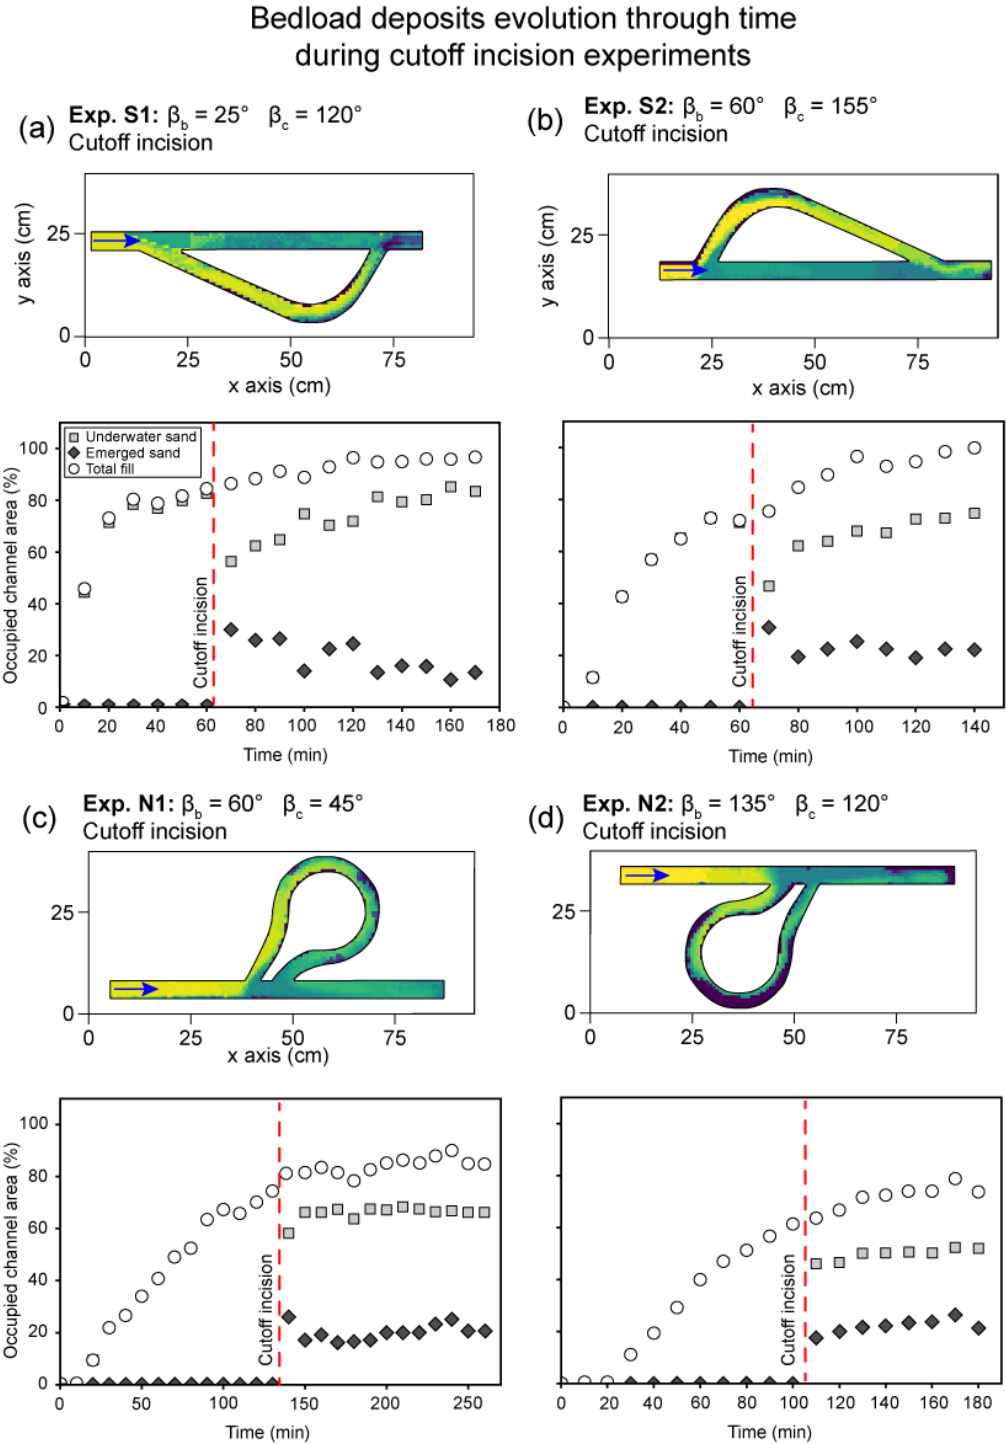 Bedload deposits evolution through time
during cutoff incision experiments
(a) Exp. S1: βb = 25° βc = 120°
Cutoff incision
y axis (cm)
25
0
0 25 50 75
x axis (cm)
(b) Exp. S2: βb = 60° βc = 155°
Cutoff incision
y axis (cm)
25
0
0 25 50 75
x axis (cm)
Occupied channel area (%)
100
80
60
40
20
0
Underwater sand
Emerged sand
Total fill
Cutoff incision
0 20 40 60 80 100 120 140 160 180
Time (min)
Cutoff incision
0 20 40 60 80 100 120 140
Time (min)
(c) Exp. N1: βb = 60° βc = 45°
Cutoff incision
25
0
0 25 50 75
x axis (cm)
(d) Exp. N2: βb = 135° βc = 120°
Cutoff incision
25
0
0 25 50 75
Occupied channel area (%)
100
80
60
40
20
0
Cutoff incision
0 50 100 150 200 250
Time (min)
Cutoff incision
0 20 40 60 80 100 120 140 160 180
Time (min)